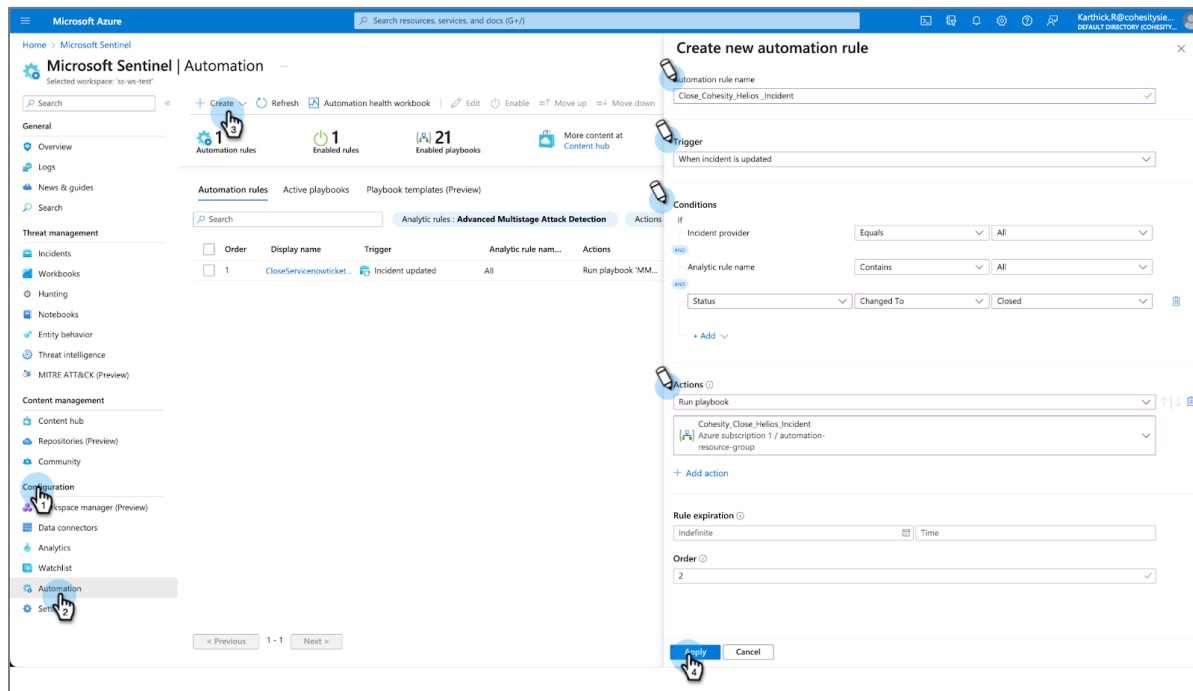 Microsoft Azure
Search resources, services, and docs (G+/)
Karthick.R@cohesitysie...
DEFAULT DIRECTORY (COHESITY...
Home > Microsoft Sentinel
Microsoft Sentinel | Automation ...
Selected workspace: 'ss-ws-test'
Search
«
General
Overview
Logs
News & guides
Search
Threat management
Incidents
Workbooks
Hunting
Notebooks
Entity behavior
Threat intelligence
MITRE ATT&CK (Preview)
Content management
Content hub
Repositories (Preview)
Community
Configuration
1
Workspace manager (Preview)
Data connectors
Analytics
Watchlist
Automation
2
+ Create
3
Refresh
Automation health workbook
Edit
Enable
Move up
Move down
1
Automation rules
1
Enabled rules
21
Enabled playbooks
More content at
Content hub
Automation rules Active playbooks Playbook templates (Preview)
Search
Analytic rules : Advanced Multistage Attack Detection
Actions
Order Display name Trigger Analytic rule nam... Actions
1 CloseServicenowticket... Incident updated All Run playbook 'MM...
< Previous 1 - 1 Next >
Create new automation rule
Automation rule name
Close_Cohesity_Helios _Incident
Trigger
When incident is updated
Conditions
If
Incident provider Equals All
AND
Analytic rule name Contains All
AND
Status Changed To Closed
+ Add
Actions
Run playbook
Cohesity_Close_Helios_Incident
Azure subscription 1 / automation-
resource-group
+ Add action
Rule expiration
Indefinite Time
Order
2
Apply Cancel
4